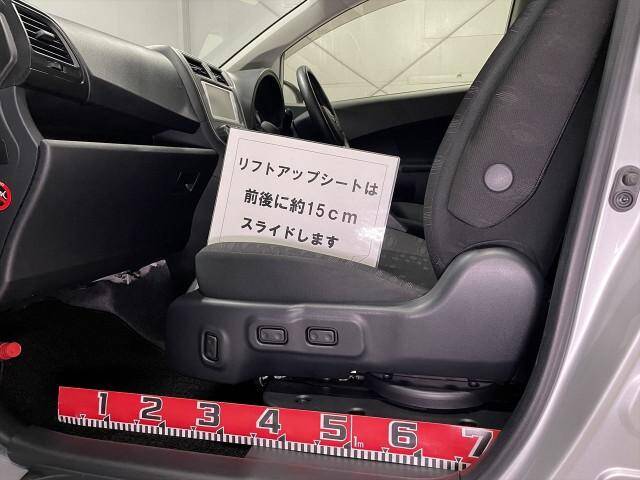 リフトアップシートは
前後に約15cm
スライドします
1 2 3 4 5 1m 6 7